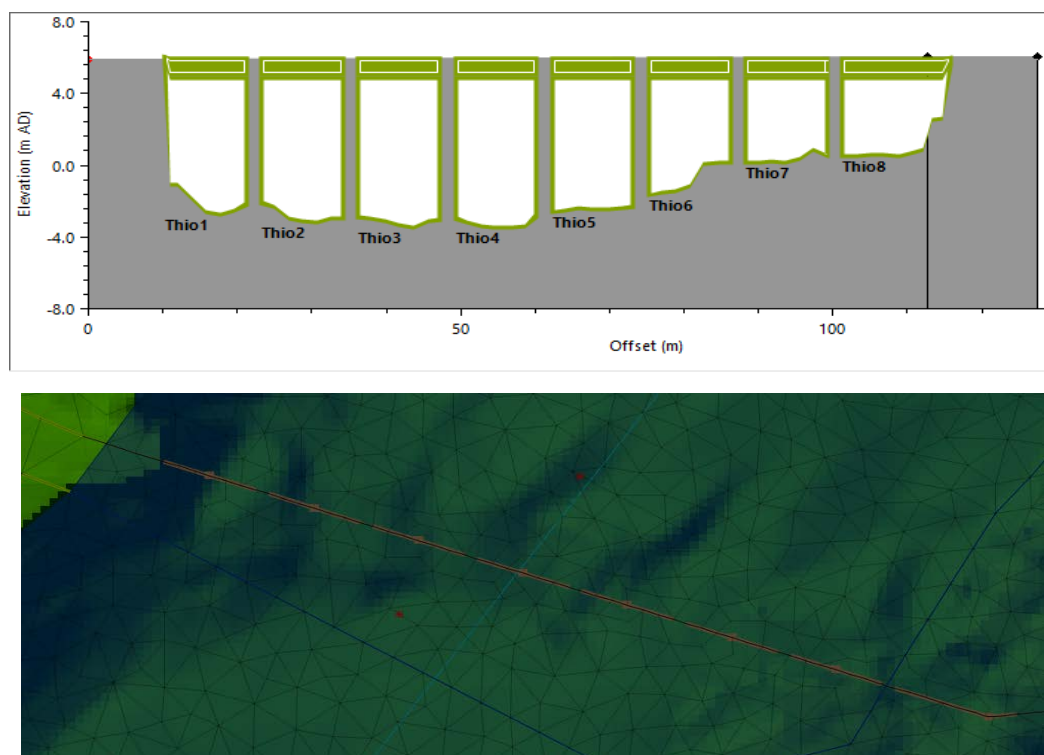 8.0
4.0
0.0
-4.0
-8.0
Elevation (m AD)
Thio1
Thio2
Thio3
Thio4
Thio5
Thio6
Thio7
Thio8
0
50
100
Offset (m)